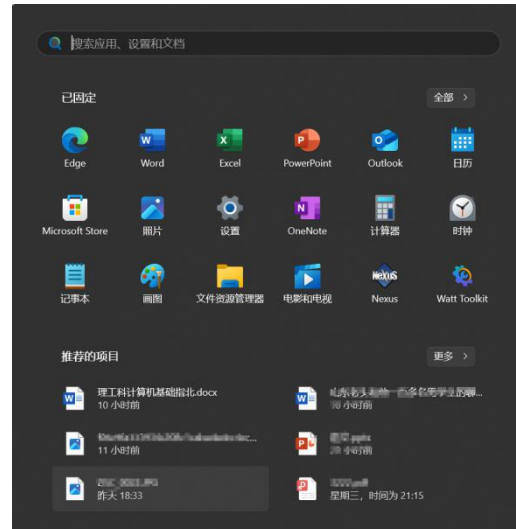 搜索应用、设置和文档
已固定
全部 >
Edge
Word
Excel
PowerPoint
Outlook
日历
Microsoft Store
照片
设置
OneNote
计算器
时钟
记事本
画图
文件资源管理器
电影和电视
Nexus
Watt Toolkit
推荐的项目
更多 >
理工科计算机基础指北.docx
10 小时前
11 小时前
昨天 18:33
星期三，时间为 21:15